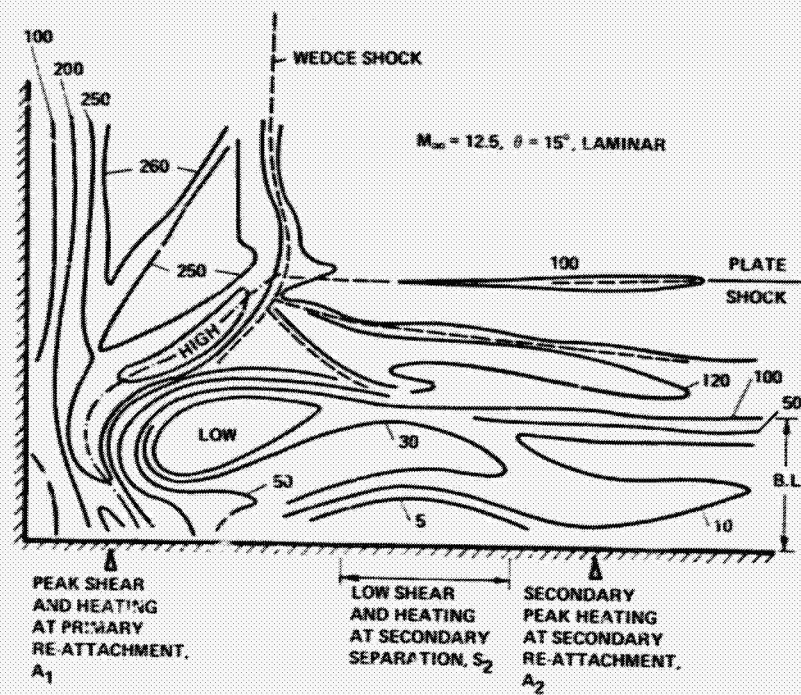 100
200
250
WEDGE SHOCK
M∞ = 12.5, θ = 15°, LAMINAR
260
250
100
PLATE
SHOCK
HIGH
120
100
50
LOW
30
50
B.L.
5
10
PEAK SHEAR
AND HEATING
AT PRIMARY
RE-ATTACHMENT,
A1
LOW SHEAR
AND HEATING
AT SECONDARY
SEPARATION, S2
SECONDARY
PEAK HEATING
AT SECONDARY
RE-ATTACHMENT,
A2